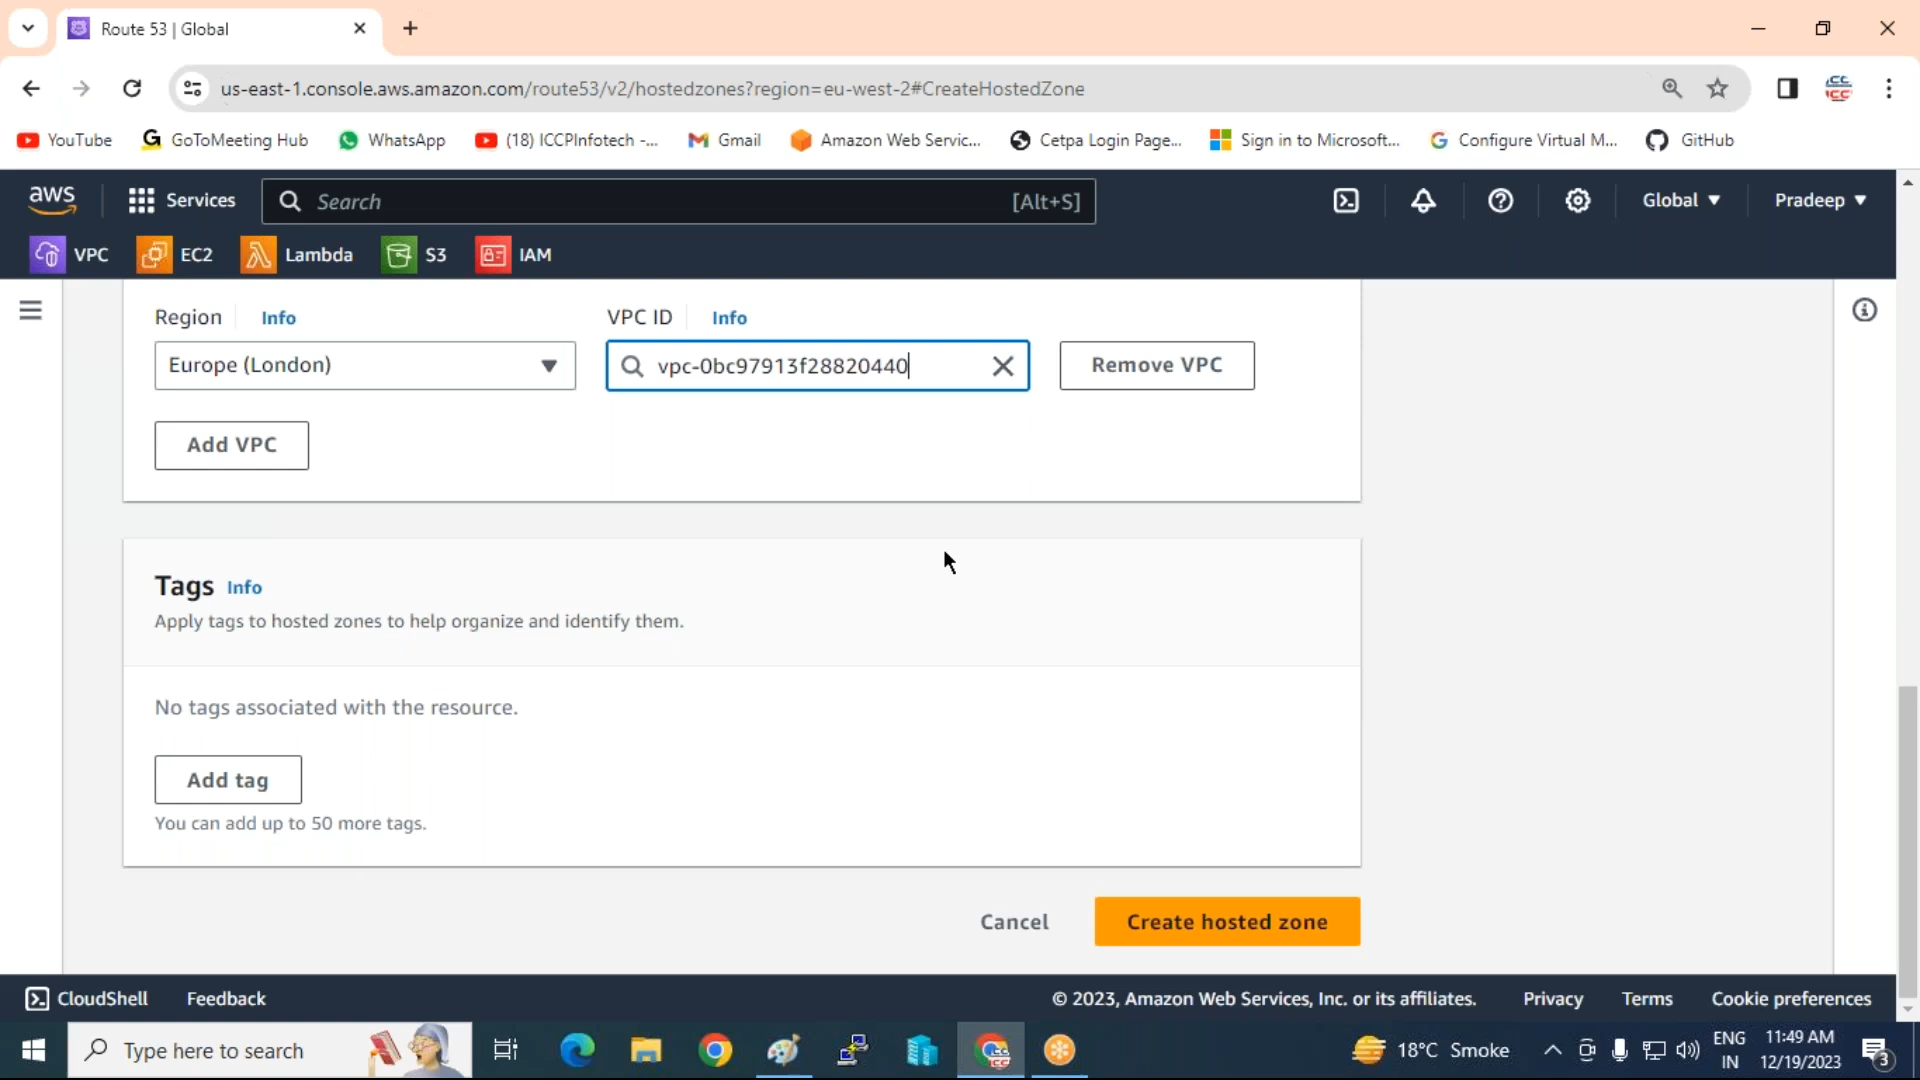 Route 53 | Global
us-east-1.console.aws.amazon.com/route53/v2/hostedzones?region=eu-west-2#CreateHostedZone
YouTube GoToMeeting Hub WhatsApp (18) ICCPInfotech -... Gmail Amazon Web Servic... Cetpa Login Page... Sign in to Microsoft... Configure Virtual M... GitHub
aws Services Search [Alt+S] Global Pradeep
VPC EC2 Lambda S3 IAM
Region Info VPC ID Info
Europe (London) vpc-0bc97913f28820440 Remove VPC
Add VPC
Tags Info
Apply tags to hosted zones to help organize and identify them.
No tags associated with the resource.
Add tag
You can add up to 50 more tags.
Cancel Create hosted zone
CloudShell Feedback © 2023, Amazon Web Services, Inc. or its affiliates. Privacy Terms Cookie preferences
Type here to search 18°C Smoke ENG 11:49 AM
IN 12/19/2023 3